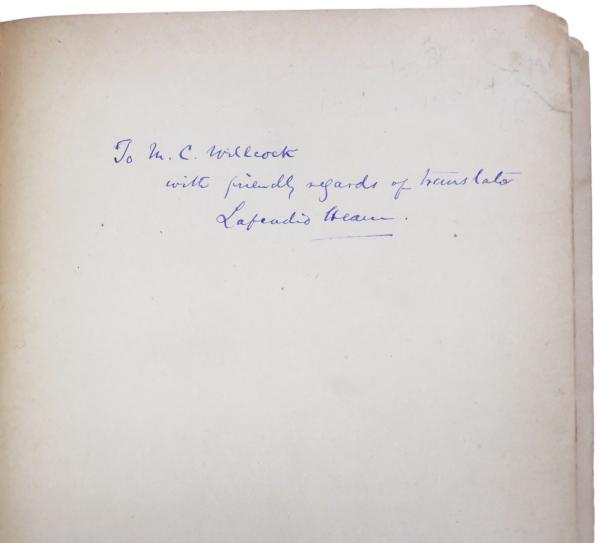 To M. C. Willcock
with friendly regards of translator
Lafcadio Hearn.